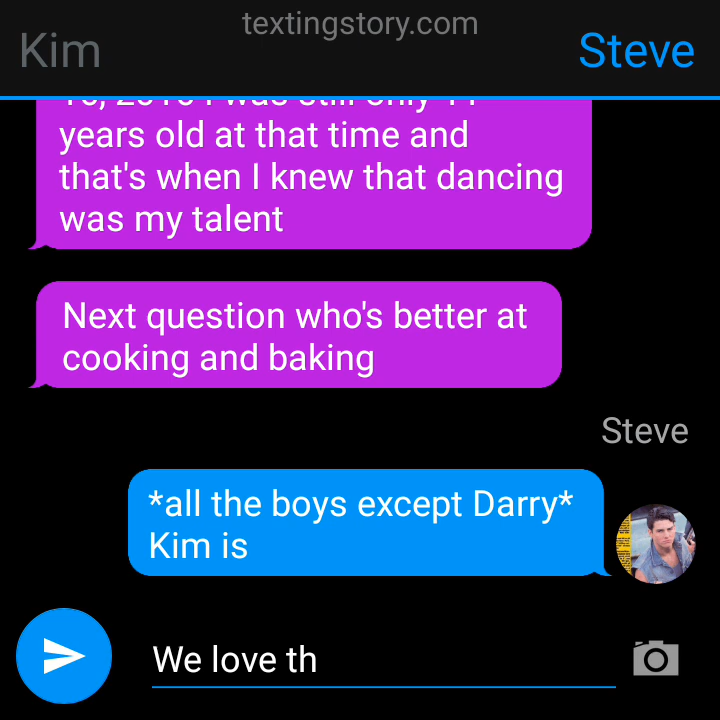 textingstory.com
Kim
Steve
years old at that time and
that's when I knew that dancing
was my talent
Next question who's better at
cooking and baking
Steve
*all the boys except Darry*
Kim is
We love th